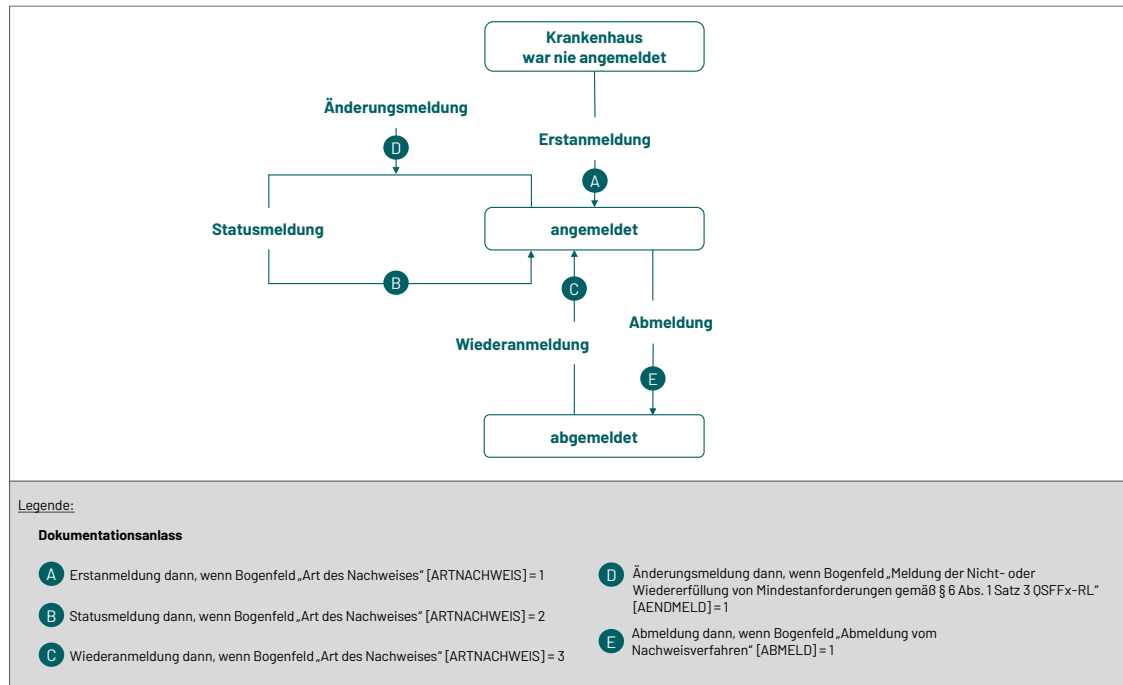 Krankenhaus
war nie angemeldet
Änderungsmeldung
D
Erstanmeldung
A
Statusmeldung
angemeldet
B
C
Wiederanmeldung
Abmeldung
E
abgemeldet
Legende:
Dokumentationsanlass
A Erstanmeldung dann, wenn Bogenfeld „Art des Nachweises“ [ARTNACHWEIS] = 1
B Statusmeldung dann, wenn Bogenfeld „Art des Nachweises“ [ARTNACHWEIS] = 2
C Wiederanmeldung dann, wenn Bogenfeld „Art des Nachweises“ [ARTNACHWEIS] = 3
D Änderungsmeldung dann, wenn Bogenfeld „Meldung der Nicht- oder
Wiedererfüllung von Mindestanforderungen gemäß § 6 Abs. 1 Satz 3 QSFFx-RL“
[AENDMELD] = 1
E Abmeldung dann, wenn Bogenfeld „Abmeldung vom
Nachweisverfahren“ [ABMELD] = 1